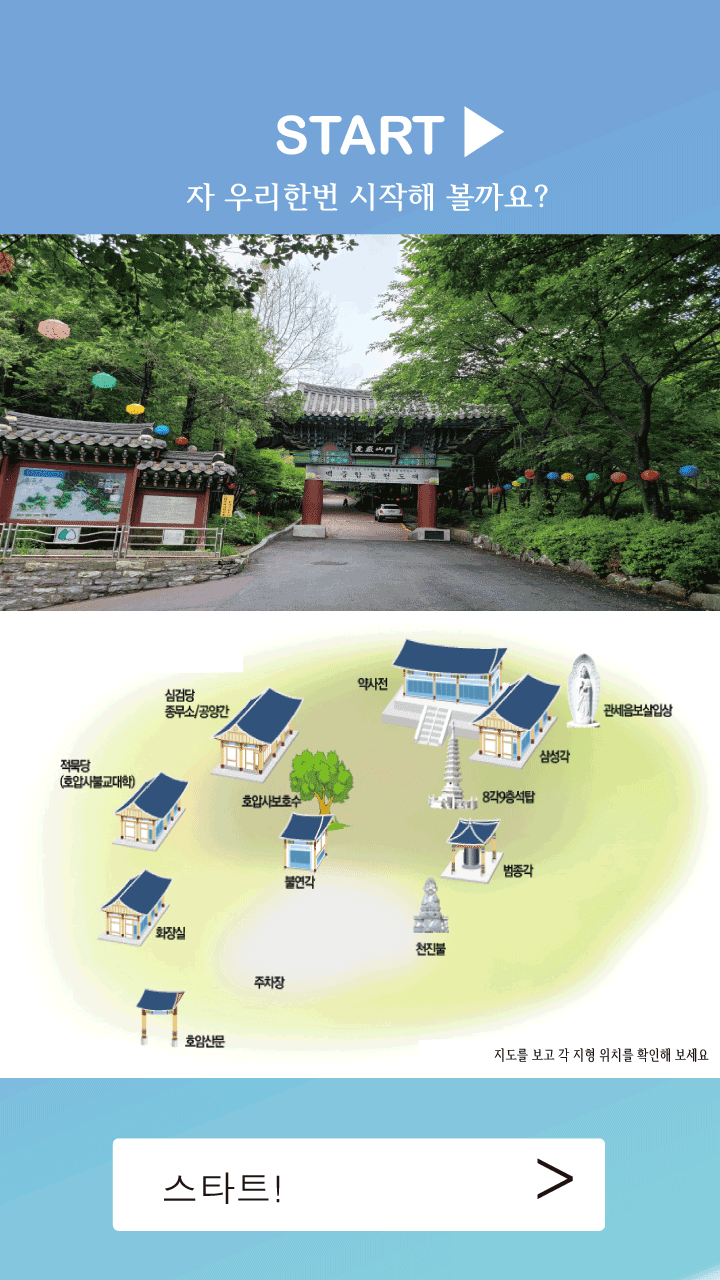 START
자 우리한번 시작해 볼까요?
門山巖虎
약사전
심검당
종무소/공양간
관세음보살입상
삼성각
적묵당
(호압사불교대학)
호압사보호수
8각9층석탑
범종각
불연각
화장실
천진불
주차장
호암산문
지도를 보고 각 지형 위치를 확인해 보세요
스타트!
>